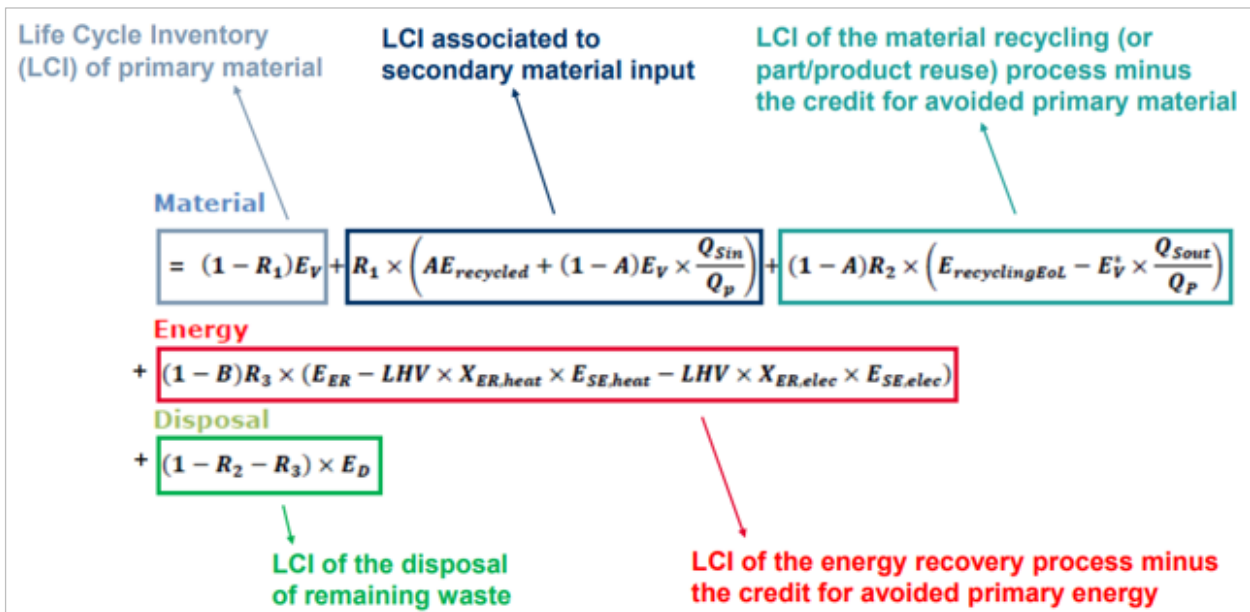 Life Cycle Inventory
(LCI) of primary material
LCI associated to
secondary material input
LCI of the material recycling (or
part/product reuse) process minus
the credit for avoided primary material
Material
= (1 − R₁)E_V + R₁ × (AE_recycled + (1 − A)E_V × Q_Sin/Q_p) + (1 − A)R₂ × (E_recyclingEoL − E*_V × Q_Sout/Q_P)
Energy
+ (1 − B)R₃ × (E_ER − LHV × X_ER,heat × E_SE,heat − LHV × X_ER,elec × E_SE,elec)
Disposal
+ (1 − R₂ − R₃) × E_D
LCI of the disposal
of remaining waste
LCI of the energy recovery process minus
the credit for avoided primary energy